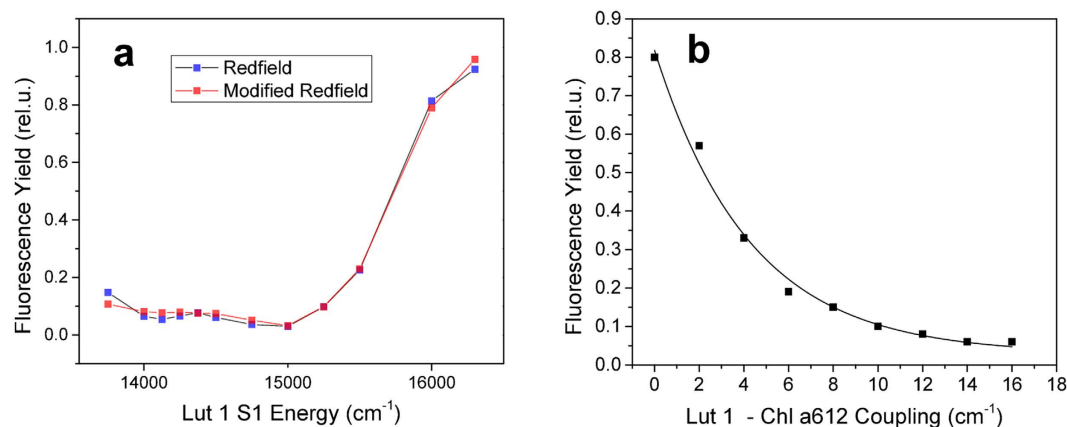 a
Redfield
Modified Redfield
Fluorescence Yield (rel.u.)
1.0
0.8
0.6
0.4
0.2
0.0
14000 15000 16000
Lut 1 S1 Energy (cm⁻¹)
b
Fluorescence Yield (rel.u.)
0.9
0.8
0.7
0.6
0.5
0.4
0.3
0.2
0.1
0.0
0 2 4 6 8 10 12 14 16 18
Lut 1 - Chl a612 Coupling (cm⁻¹)